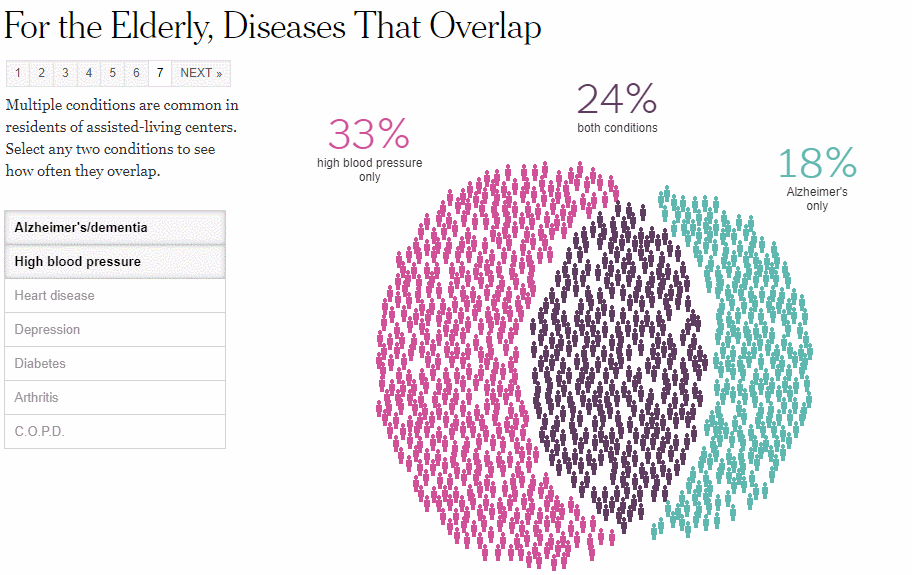 For the Elderly, Diseases That Overlap
1 2 3 4 5 6 7 NEXT »
Multiple conditions are common in
residents of assisted-living centers.
Select any two conditions to see
how often they overlap.
Alzheimer's/dementia
High blood pressure
Heart disease
Depression
Diabetes
Arthritis
C.O.P.D.
33%
high blood pressure
only
24%
both conditions
18%
Alzheimer's
only